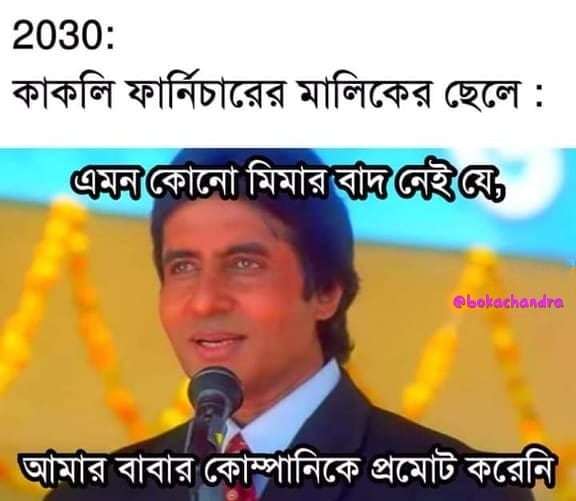 2030:
কাকলি ফার্নিচারের মালিকের ছেলে :
এমন কোনো মিমার বাদ নেই যে,
@bokachandra
আমার বাবার কোম্পানিকে প্রমোট করেনি